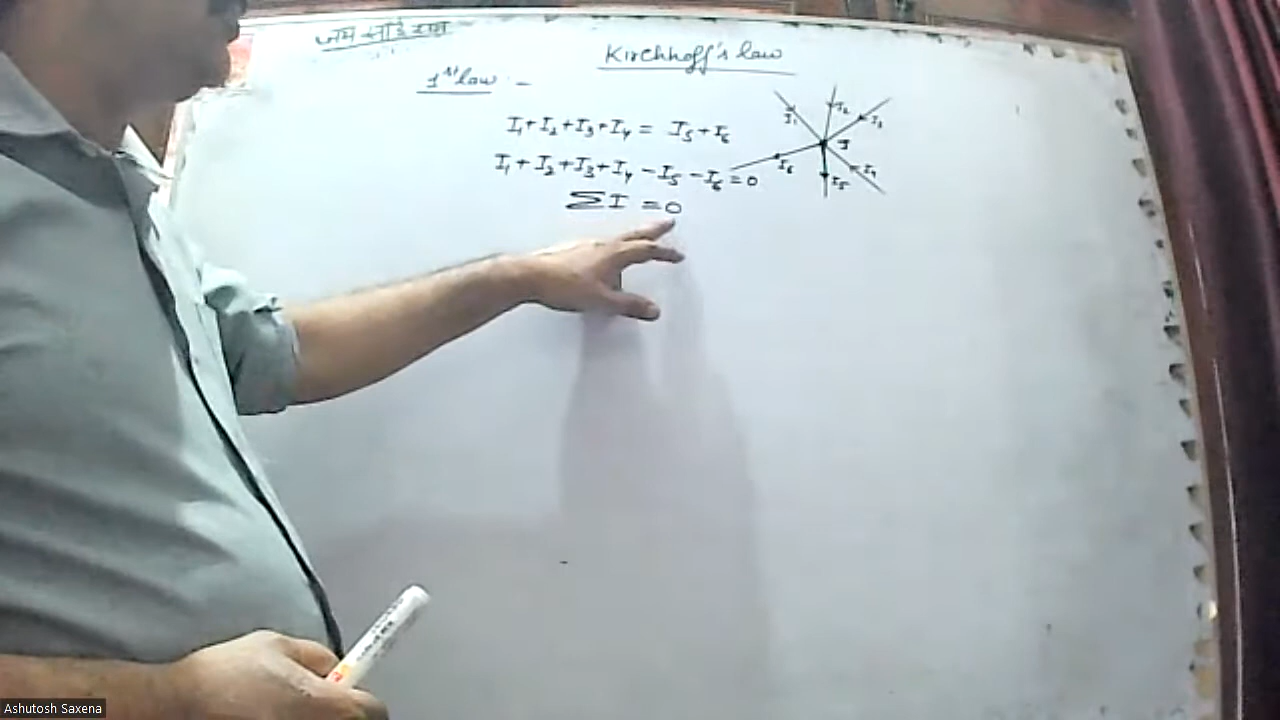 जय साईं राम
Kirchhoff's law
1st law -
I₁ + I₂ + I₃ + I₄ = I₅ + I₆
I₁ + I₂ + I₃ + I₄ - I₅ - I₆ = 0
ΣI = 0
I₁
I₂
I₃
J
I₄
I₅
I₆
Ashutosh Saxena